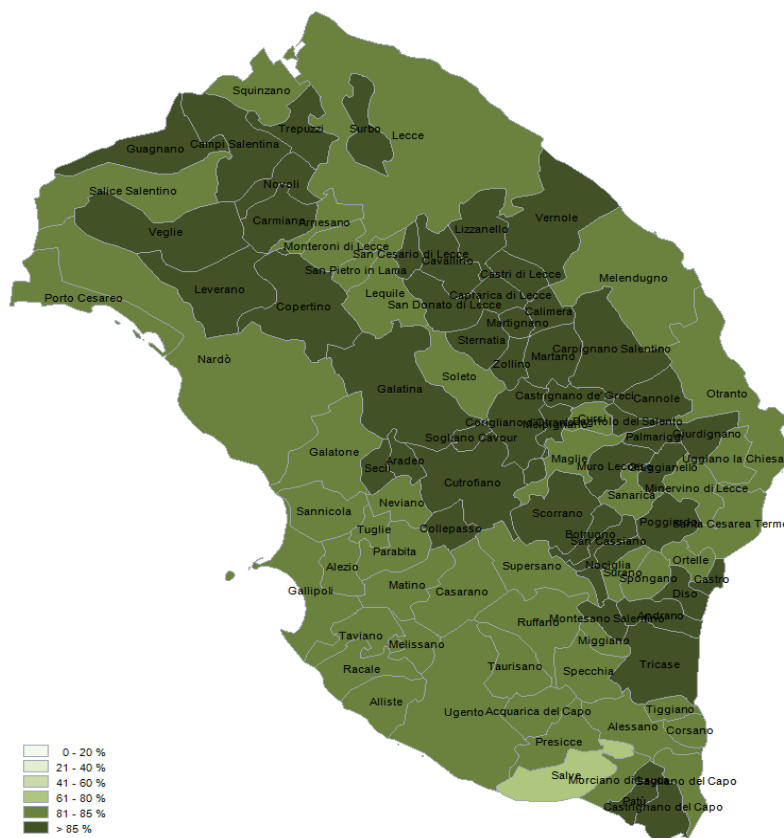 Squinzano
Trepuzzi
Surbo
Lecce
Guagnano
Campi Salentina
Novoli
Salice Salentino
Carmiano
Arnesano
Vernole
Lizzanello
Veglie
Monteroni di Lecce
San Cesario di Lecce
Cavallino
San Pietro in Lama
Castri di Lecce
Melendugno
Leverano
Lequile
Caprarica di Lecce
Porto Cesareo
Copertino
San Donato di Lecce
Calimera
Martignano
Sternatia
Carpignano Salentino
Nardò
Martano
Zollino
Soleto
Galatina
Castrignano de' Greci
Cannole
Otranto
Cursi
Palmariggi
Giurdignano
Sogliano Cavour
Galatone
Aradeo
Maglie
Uggiano la Chiesa
Muro Leccese
Secli
Cutrofiano
Minervino di Lecce
Neviano
Sanarica
Sannicola
Scorrano
Poggiardo
Santa Cesarea Terme
Tuglie
Collepasso
Botrugno
San Cassiano
Parabita
Ortelle
Alezio
Supersano
Nociglia
Surano
Spongano
Castro
Gallipoli
Matino
Casarano
Diso
Andrano
Ruffano
Montesano Salentino
Taviano
Melissano
Miggiano
Racale
Taurisano
Specchia
Tricase
Alliste
Ugento
Acquarica del Capo
Tiggiano
Alessano
Corsano
Presicce
Salve
Patù
Castrignano del Capo
0 - 20 %
21 - 40 %
41 - 60 %
61 - 80 %
81 - 85 %
> 85 %